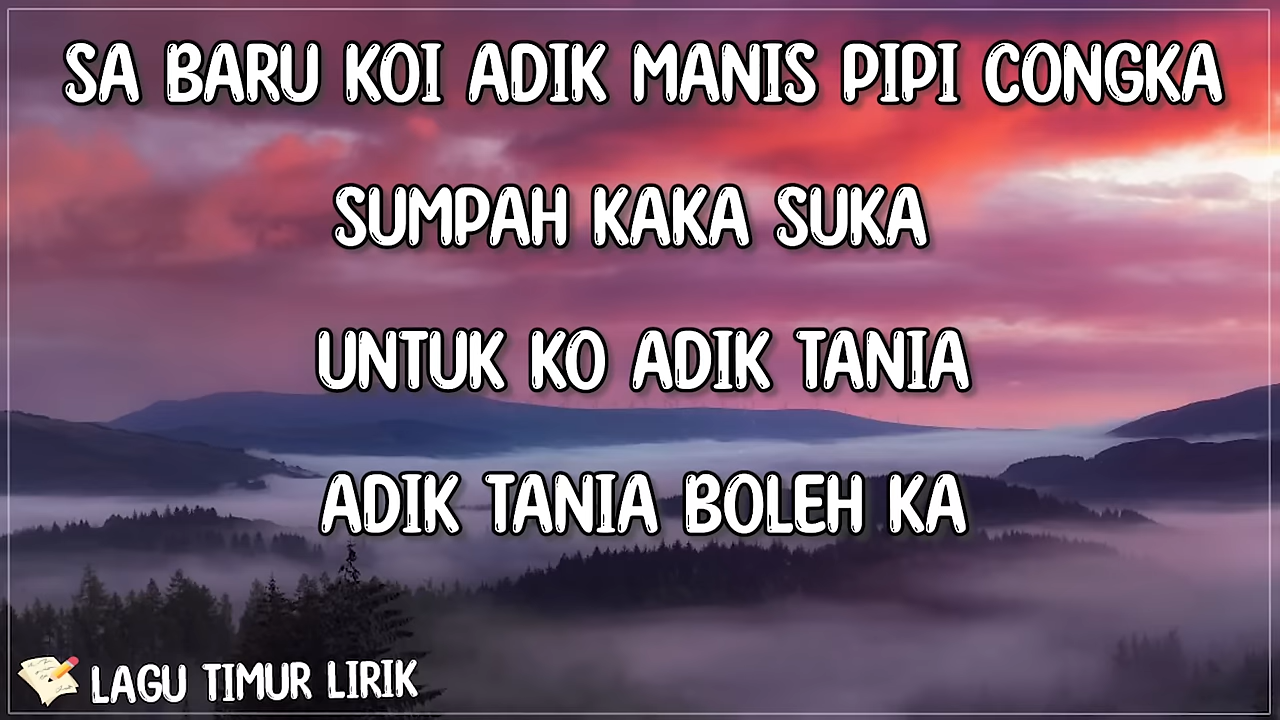 SA BARU KOI ADIK MANIS PIPI CONGKA
SUMPAH KAKA SUKA
UNTUK KO ADIK TANIA
ADIK TANIA BOLEH KA
LAGU TIMUR LIRIK